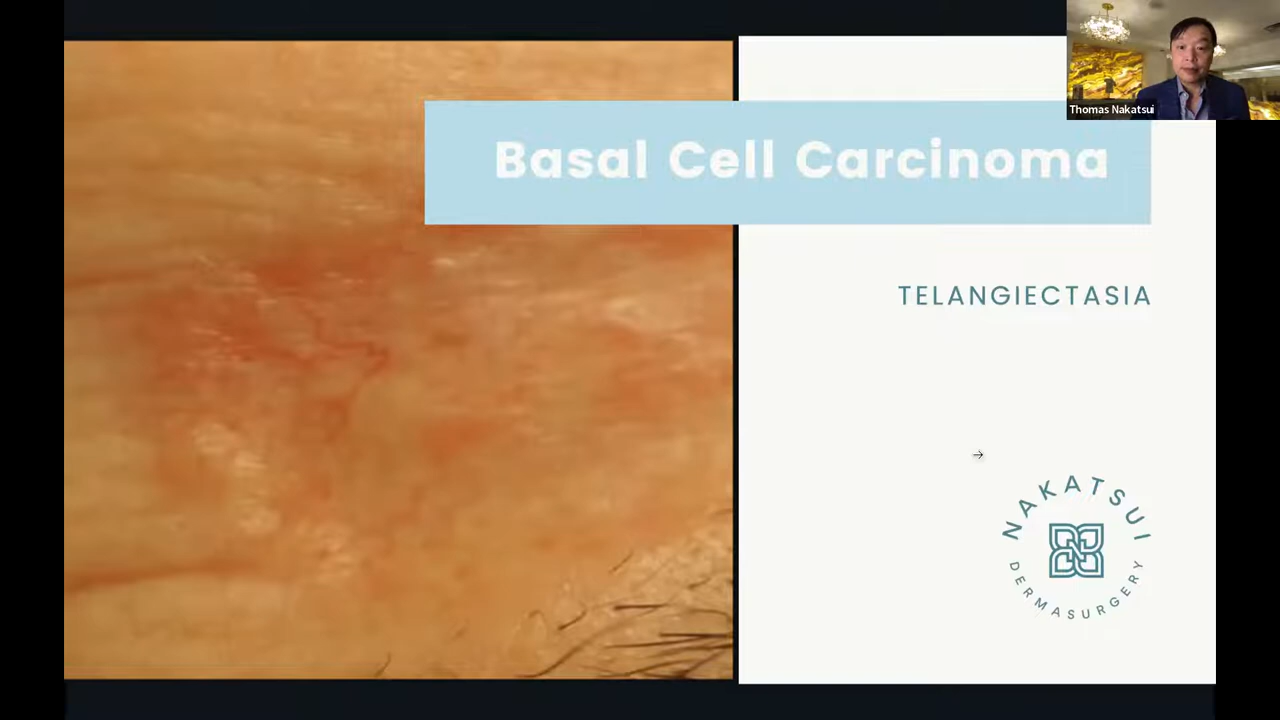 Thomas Nakatsui
Basal Cell Carcinoma
TELANGIECTASIA
NAKATSUI
DERMASURGERY